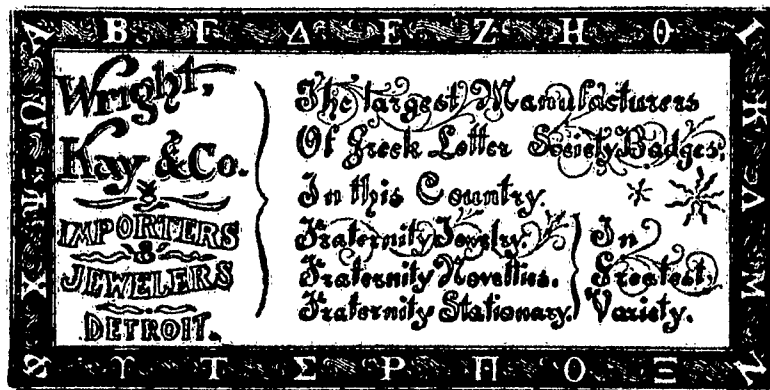 Α Β Γ Δ Ε Ζ Η Θ Ι
Κ Λ Μ Ν
Ξ Ο Π Ρ Σ Τ Υ Φ
Χ Ψ Ω
Wright,
Kay & Co.
IMPORTERS
&
JEWELERS
DETROIT.
The largest Manufacturers
Of Greek Letter Society Badges,
In this Country.
Fraternity Jewelry.
Fraternity Novelties.
Fraternity Stationary.
In
Greatest
Variety.